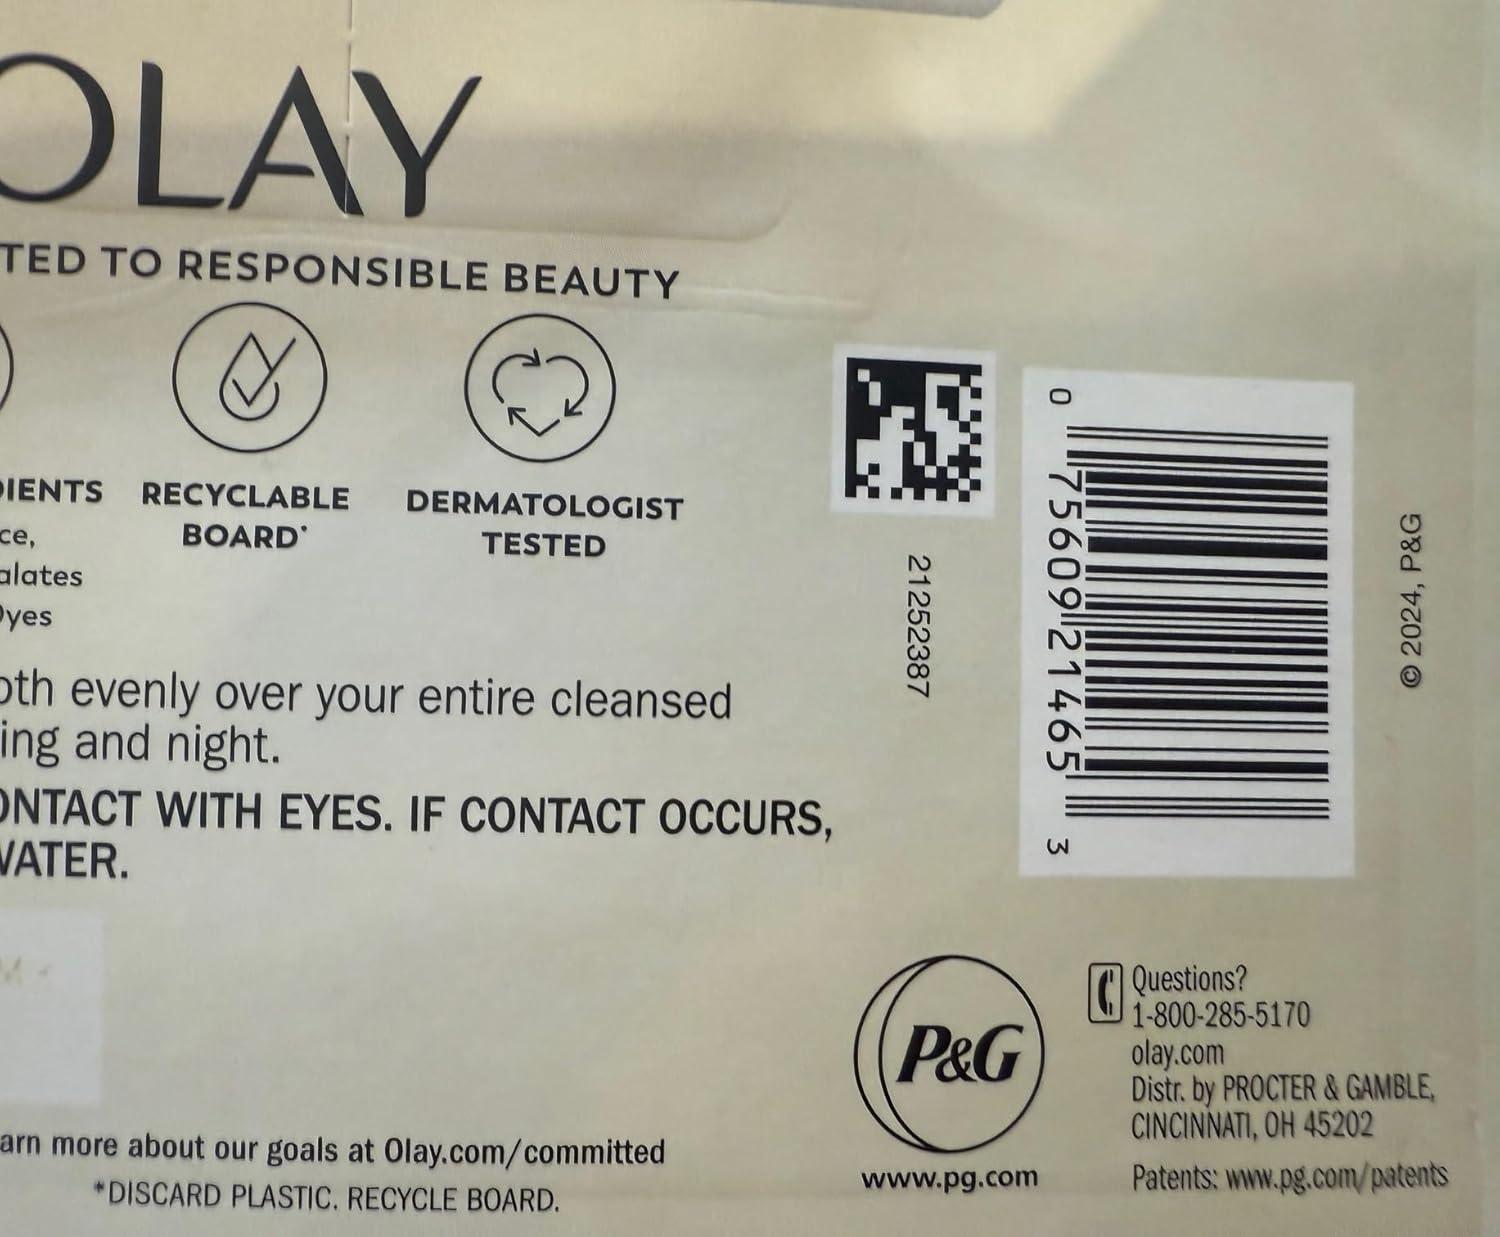 OLAY
TED TO RESPONSIBLE BEAUTY
DIENTS
ce,
alates
Dyes
RECYCLABLE
BOARD*
DERMATOLOGIST
TESTED
oth evenly over your entire cleansed
ing and night.
ONTACT WITH EYES. IF CONTACT OCCURS,
WATER.
21252387
0 75609 21465 3
© 2024, P&G
P&G
www.pg.com
Questions?
1-800-285-5170
olay.com
Distr. by PROCTER & GAMBLE,
CINCINNATI, OH 45202
Patents: www.pg.com/patents
arn more about our goals at Olay.com/committed
*DISCARD PLASTIC. RECYCLE BOARD.